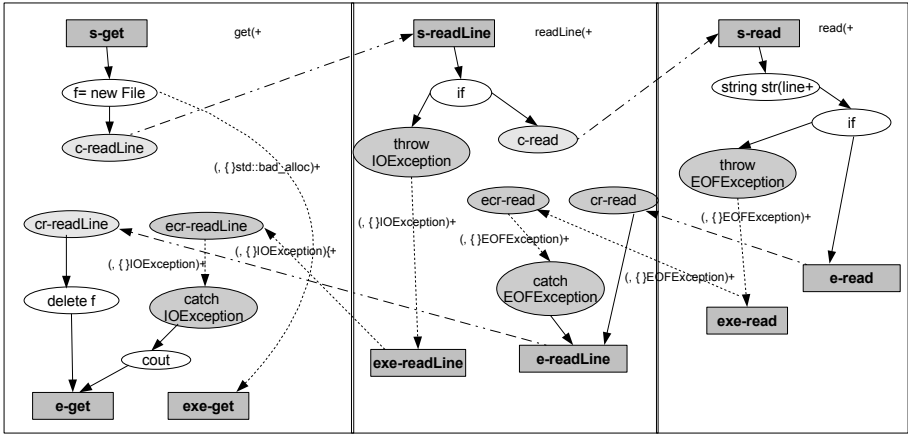 s-get
get(+
f= new File
c-readLine
(, { }std::bad_alloc)+
cr-readLine
ecr-readLine
(, { }IOException)+
(, { }IOException){+
delete f
catch
IOException
cout
e-get
exe-get
s-readLine
readLine(+
if
throw
IOException
c-read
ecr-read
cr-read
(, { }IOException)+
(, { }EOFException)+
catch
EOFException
exe-readLine
e-readLine
s-read
read(+
string str(line+
if
throw
EOFException
(, { }EOFException)+
(, { }EOFException)+
e-read
exe-read